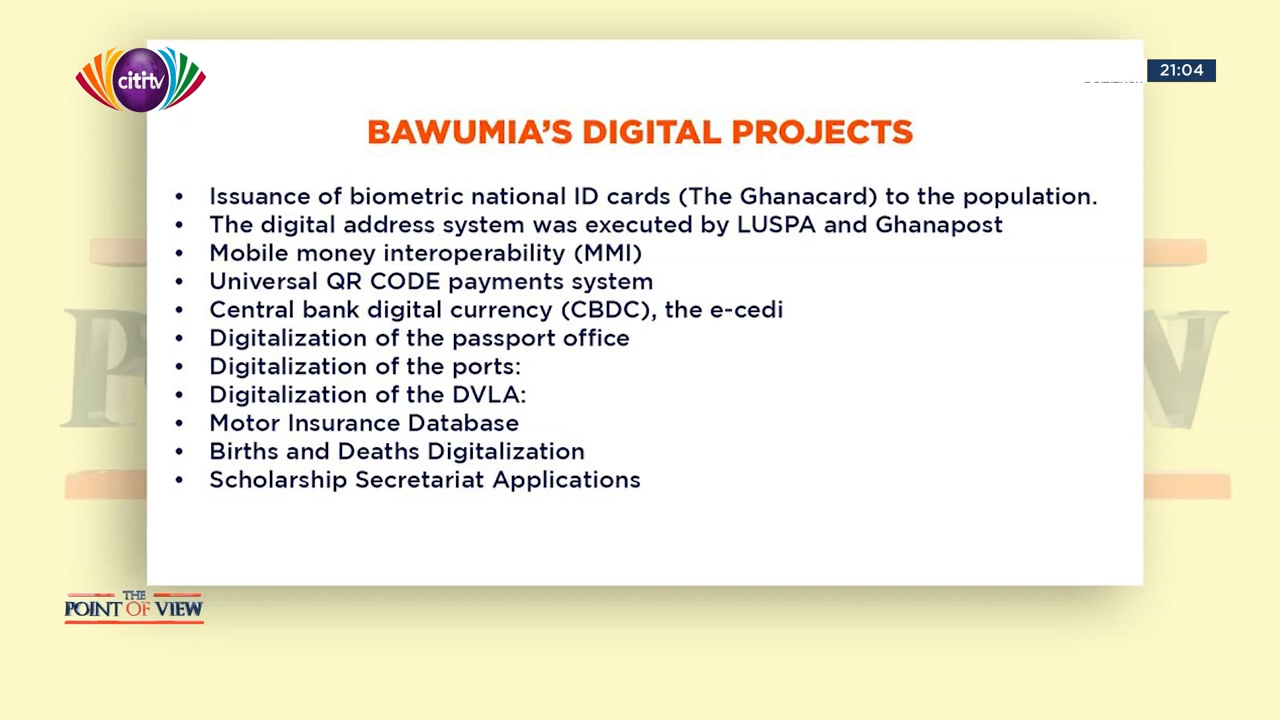 cititv
21:04
BAWUMIA'S DIGITAL PROJECTS
• Issuance of biometric national ID cards (The Ghanacard) to the population.
• The digital address system was executed by LUSPA and Ghanapost
• Mobile money interoperability (MMI)
• Universal QR CODE payments system
• Central bank digital currency (CBDC), the e-cedi
• Digitalization of the passport office
• Digitalization of the ports:
• Digitalization of the DVLA:
• Motor Insurance Database
• Births and Deaths Digitalization
• Scholarship Secretariat Applications
THE
POINT OF VIEW